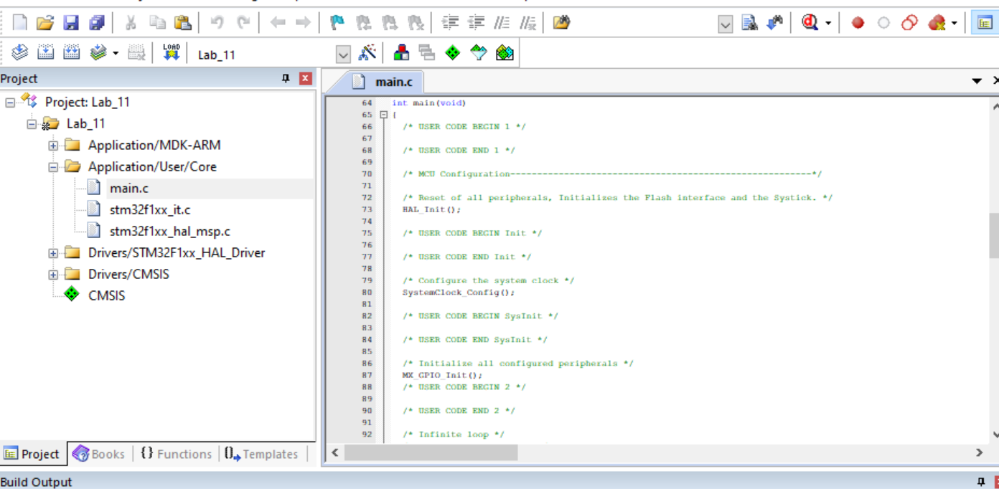 LOAD
Lab_11
Project
Project: Lab_11
Lab_11
Application/MDK-ARM
Application/User/Core
main.c
stm32f1xx_it.c
stm32f1xx_hal_msp.c
Drivers/STM32F1xx_HAL_Driver
Drivers/CMSIS
CMSIS
Project
Books
{} Functions
Templates
main.c
64 int main(void)
65 {
66 /* USER CODE BEGIN 1 */
67
68 /* USER CODE END 1 */
69
70 /* MCU Configuration--------------------------------------------------------*/
71
72 /* Reset of all peripherals, Initializes the Flash interface and the Systick. */
73 HAL_Init();
74
75 /* USER CODE BEGIN Init */
76
77 /* USER CODE END Init */
78
79 /* Configure the system clock */
80 SystemClock_Config();
81
82 /* USER CODE BEGIN SysInit */
83
84 /* USER CODE END SysInit */
85
86 /* Initialize all configured peripherals */
87 MX_GPIO_Init();
88 /* USER CODE BEGIN 2 */
89
90 /* USER CODE END 2 */
91
92 /* Infinite loop */
Build Output